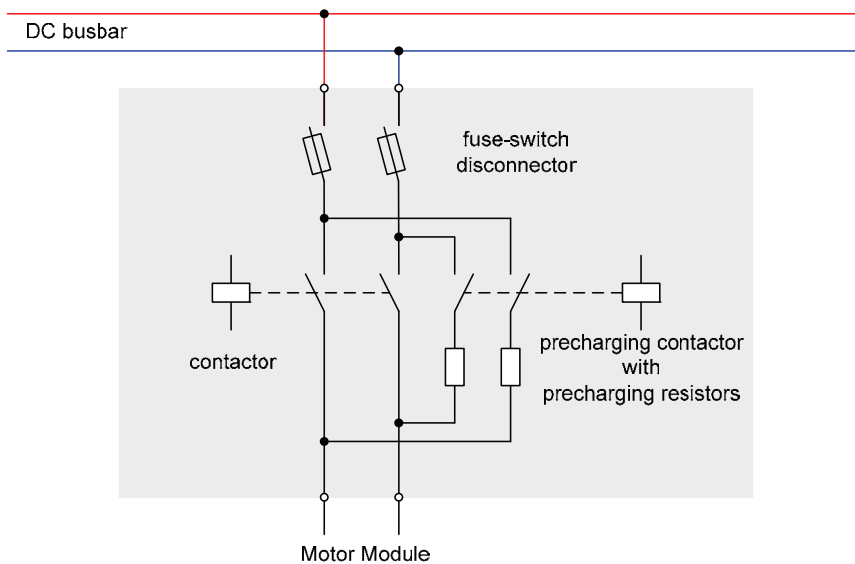 DC busbar
fuse-switch
disconnector
contactor
precharging contactor
with
precharging resistors
Motor Module